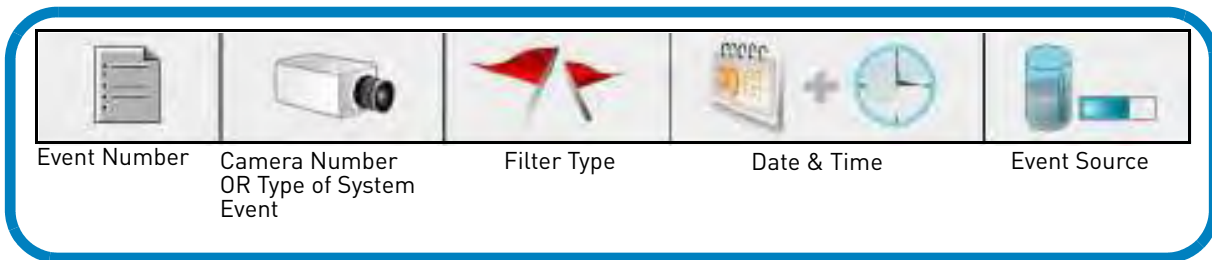 Event Number
Camera Number
OR Type of System
Event
Filter Type
Date & Time
Event Source